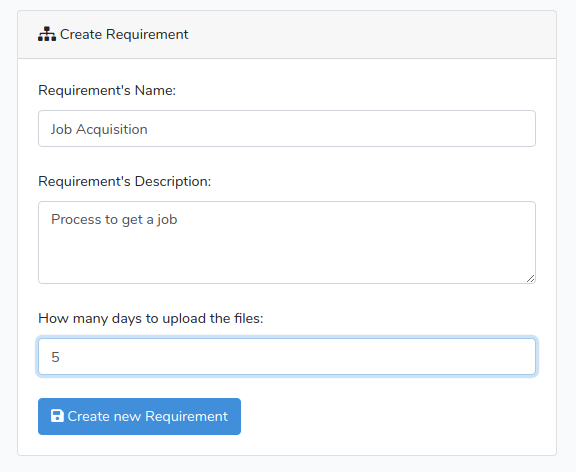 Create Requirement
Requirement's Name:
Job Acquisition
Requirement's Description:
Process to get a job
How many days to upload the files:
5
Create new Requirement